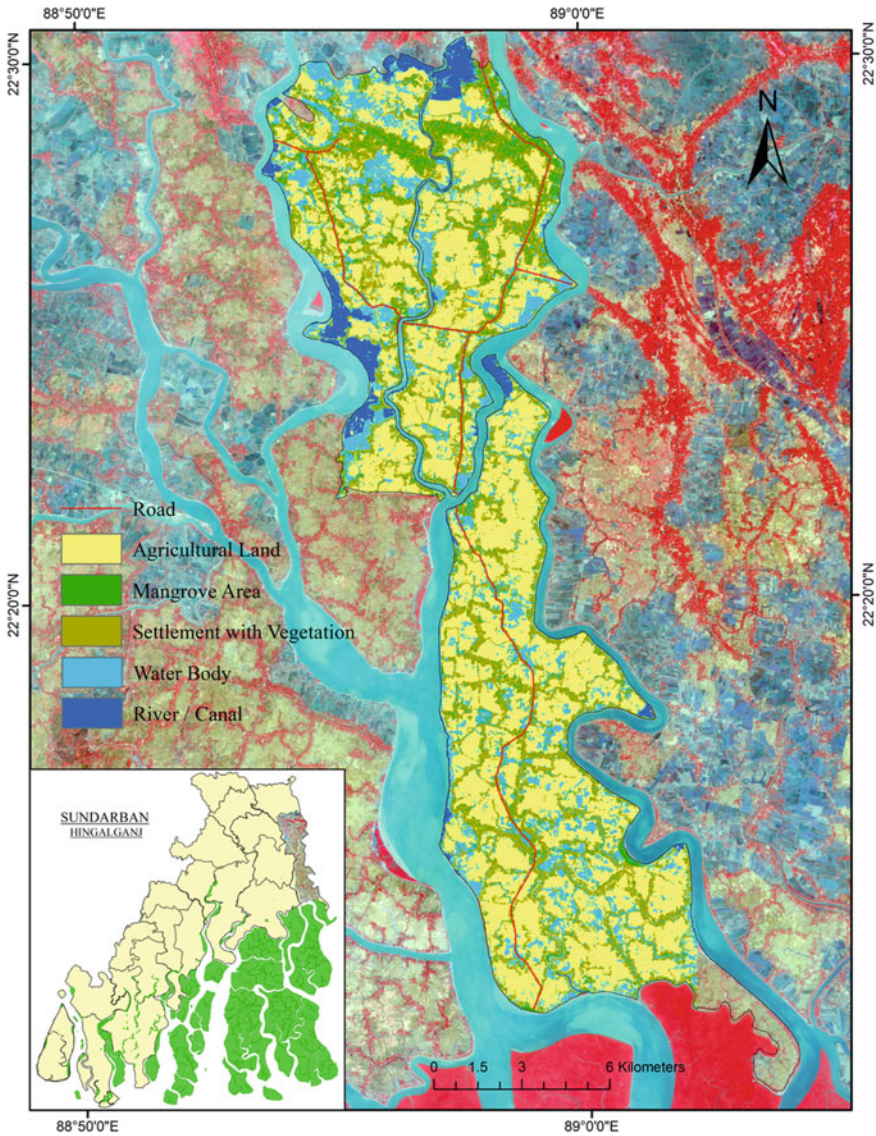 88°50'0"E
89°0'0"E
22°30'0"N
22°30'0"N
N
Road
Agricultural Land
Mangrove Area
Settlement with Vegetation
Water Body
River / Canal
22°20'0"N
22°20'0"N
SUNDARBAN
HINGALGANJ
0 1.5 3 6 Kilometers
88°50'0"E
89°0'0"E